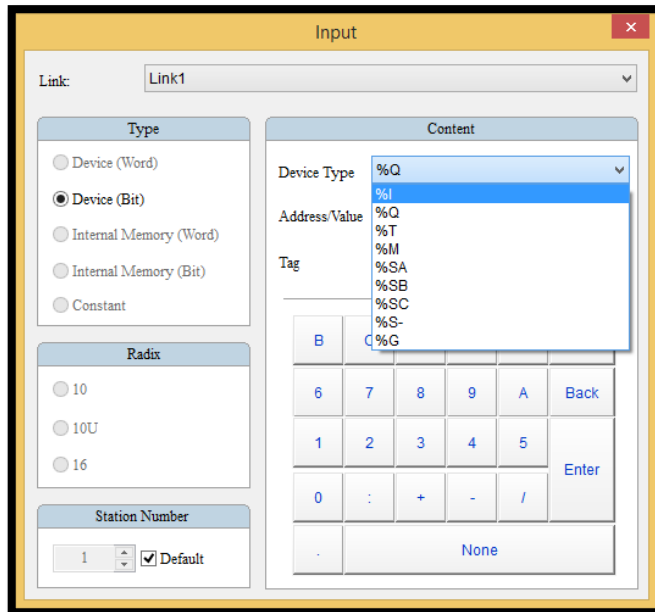 Input
Link:
Link1
Type
Device (Word)
Device (Bit)
Internal Memory (Word)
Internal Memory (Bit)
Constant
Radix
10
10U
16
Station Number
1
Default
Content
Device Type
%Q
Address/Value
Tag
%I
%Q
%T
%M
%SA
%SB
%SC
%S-
%G
B
6 7 8 9 A Back
1 2 3 4 5
Enter
0 : + - /
. None